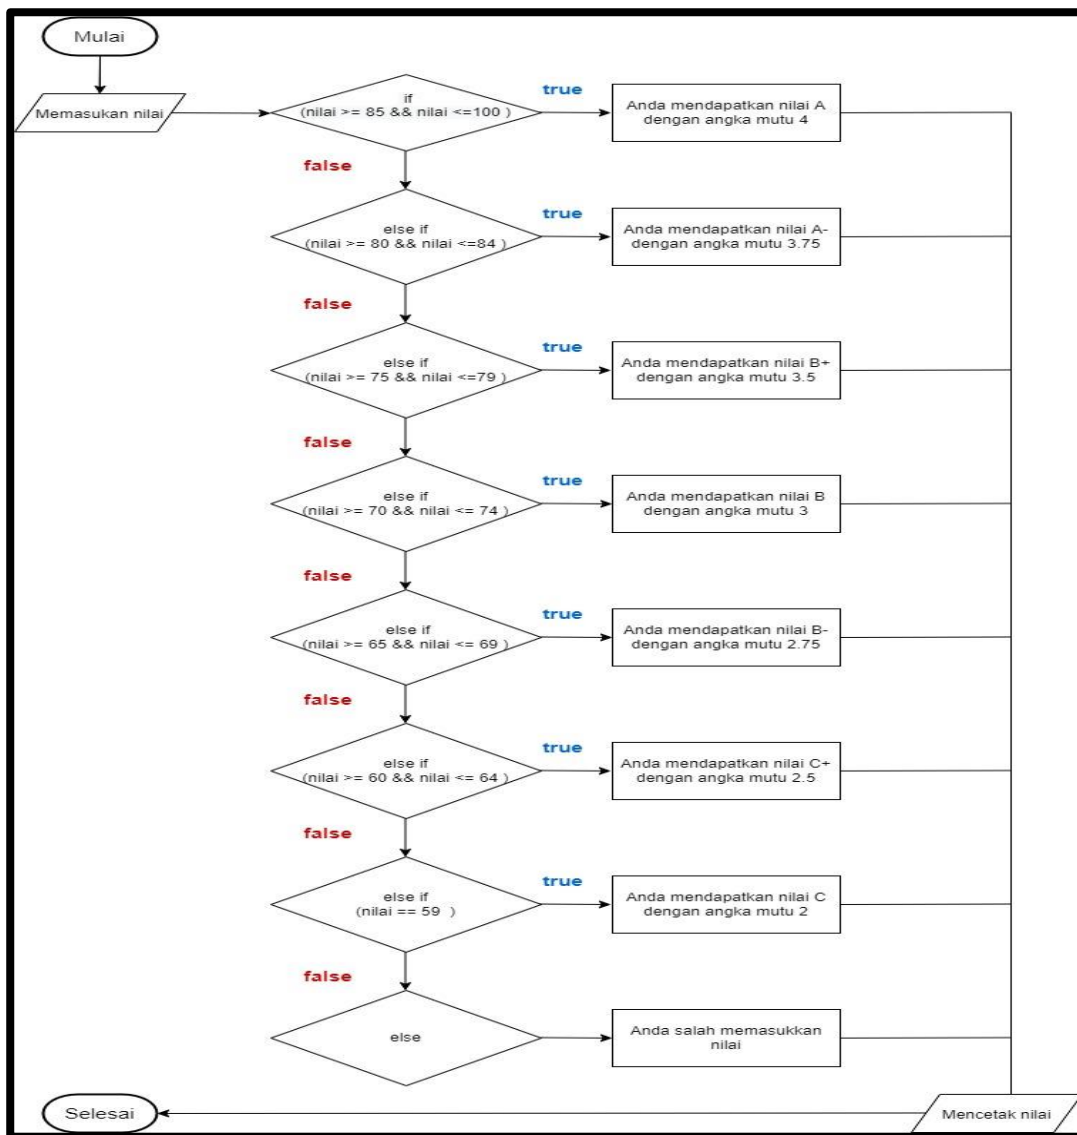 Mulai
Memasukan nilai
if
(nilai >= 85 && nilai <=100 )
true
Anda mendapatkan nilai A
dengan angka mutu 4
false
else if
(nilai >= 80 && nilai <=84 )
true
Anda mendapatkan nilai A-
dengan angka mutu 3.75
false
else if
(nilai >= 75 && nilai <=79 )
true
Anda mendapatkan nilai B+
dengan angka mutu 3.5
false
else if
(nilai >= 70 && nilai <= 74 )
true
Anda mendapatkan nilai B
dengan angka mutu 3
false
else if
(nilai >= 65 && nilai <= 69 )
true
Anda mendapatkan nilai B-
dengan angka mutu 2.75
false
else if
(nilai >= 60 && nilai <= 64 )
true
Anda mendapatkan nilai C+
dengan angka mutu 2.5
false
else if
(nilai == 59 )
true
Anda mendapatkan nilai C
dengan angka mutu 2
false
else
Anda salah memasukkan
nilai
Mencetak nilai
Selesai